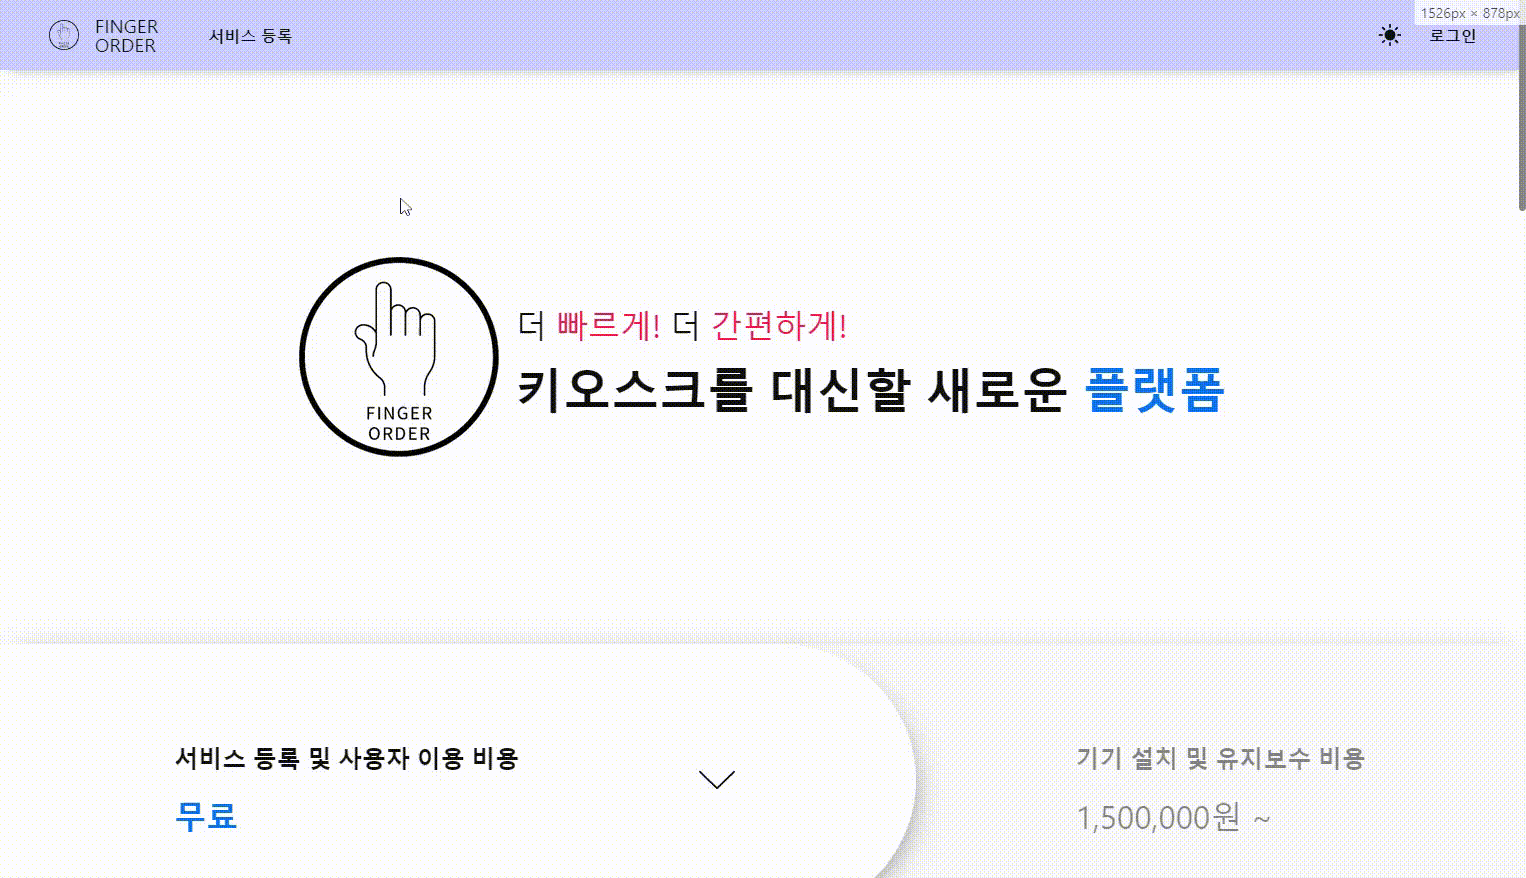 FINGER
ORDER
서비스 등록
로그인
1526px × 878px
FINGER
ORDER
더 빠르게! 더 간편하게!
키오스크를 대신할 새로운 플랫폼
서비스 등록 및 사용자 이용 비용
무료
기기 설치 및 유지보수 비용
1,500,000원 ~